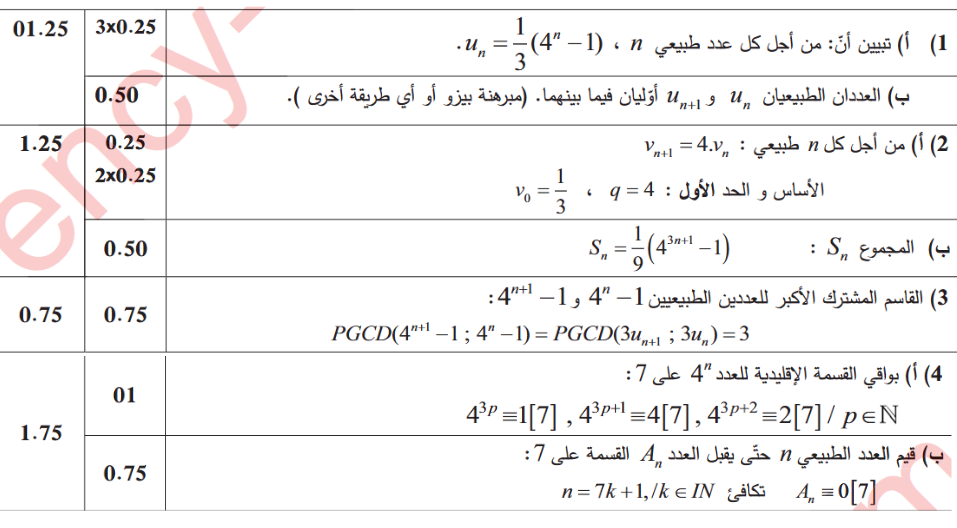 01.25 3x0.25 1) أ) تبيين أنّ: من أجل كل عدد طبيعي n ، u_n = \frac{1}{3}(4^n − 1) .
0.50 ب) العددان الطبيعيان u_n و u_{n+1} أوّليان فيما بينهما. (مبرهنة بيزو أو أي طريقة أخرى ).
1.25 0.25 2) أ) من أجل كل n طبيعي : v_{n+1} = 4.v_n
2x0.25 الأساس و الحد الأول : q = 4 ، v_0 = \frac{1}{3}
0.50 ب) المجموع S_n : S_n = \frac{1}{9}(4^{3n+1} − 1)
3) القاسم المشترك الأكبر للعددين الطبيعيين 4^n − 1 و 4^{n+1} − 1 :
0.75 0.75 PGCD(4^{n+1} − 1 ; 4^n − 1) = PGCD(3u_{n+1} ; 3u_n) = 3
4) أ) بواقي القسمة الإقليدية للعدد 4^n على 7 :
1.75 01 4^{3p} ≡ 1[7] , 4^{3p+1} ≡ 4[7] , 4^{3p+2} ≡ 2[7] / p ∈ ℕ
ب) قيم العدد الطبيعي n حتّى يقبل العدد A_n القسمة على 7 :
0.75 A_n ≡ 0[7] تكافئ n = 7k + 1, /k ∈ IN
ency-
m